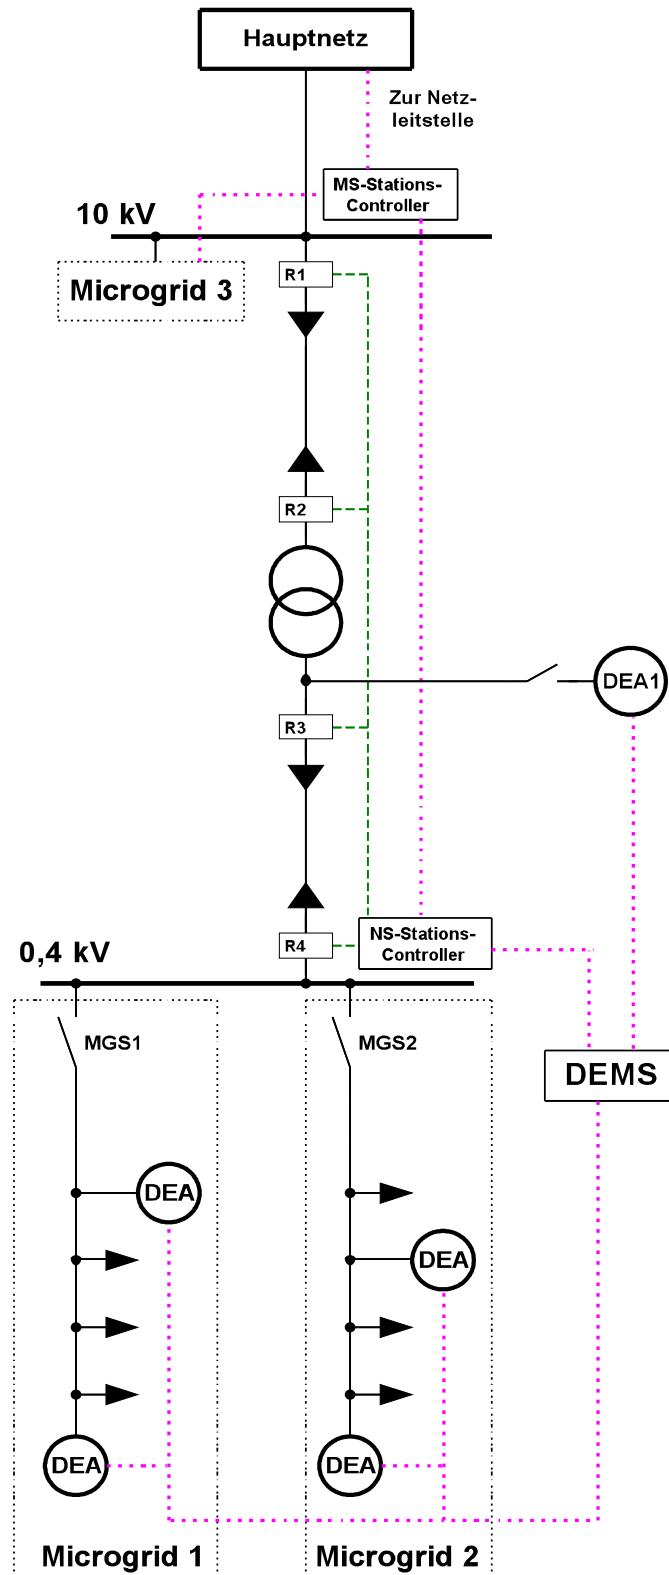 Hauptnetz
Zur Netz-
leitstelle
MS-Stations-
Controller
10 kV
R1
Microgrid 3
R2
DEA1
R3
NS-Stations-
Controller
R4
0,4 kV
MGS1
MGS2
DEMS
DEA
DEA
DEA
DEA
Microgrid 1
Microgrid 2